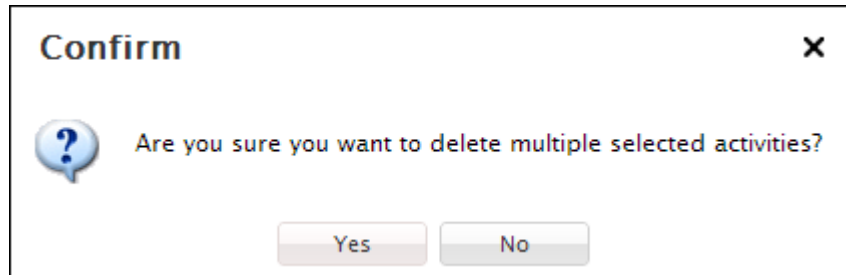 Confirm
Are you sure you want to delete multiple selected activities?
Yes No